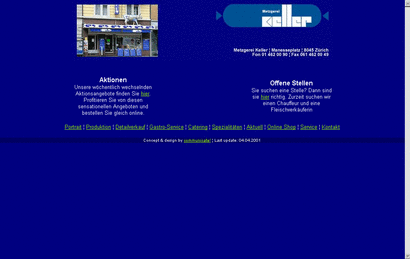 Metzgerei
Keller
Metzgerei Keller | Manesseplatz | 8045 Zürich
Fon 01 462 00 90 | Fax 061 462 00 49
Aktionen
Unsere wöchentlich wechselnden
Aktionsangebote finden Sie hier.
Profitieren Sie von diesen
sensationellen Angeboten und
bestellen Sie gleich online.
Offene Stellen
Sie suchen eine Stelle? Dann sind
sie hier richtig. Zurzeit suchen wir
einen Chauffeur und eine
Fleischverkäuferin
Portrait | Produktion | Detailverkauf | Gastro-Service | Catering | Spezialitäten | Aktuell | Online Shop | Service | Kontakt
Concept & design by | Last update: 04.04.2001